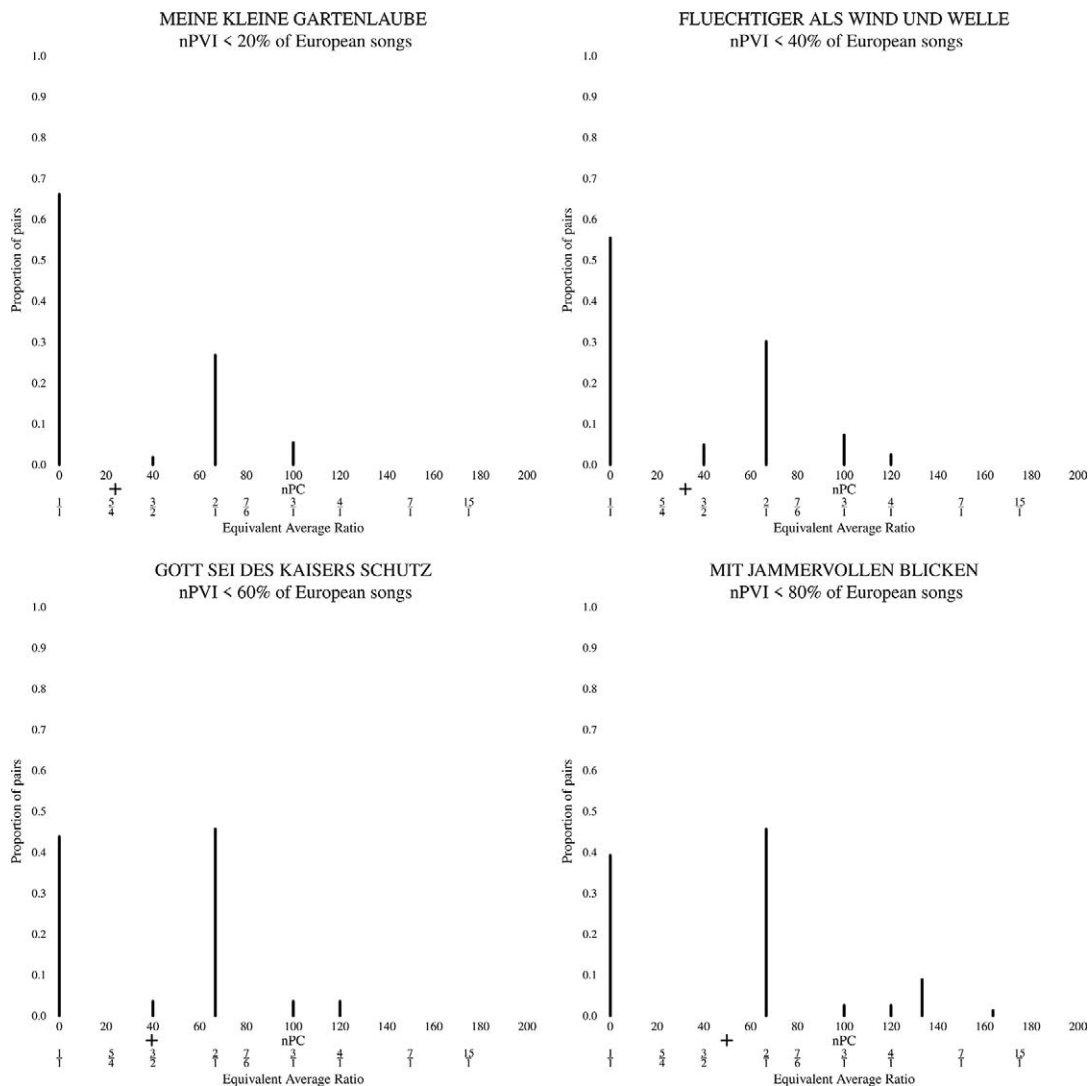 MEINE KLEINE GARTENLAUBE
nPVI < 20% of European songs
1.0
0.9
0.8
0.7
0.6
0.5
0.4
0.3
0.2
0.1
0.0
Proportion of pairs
0 20 40 60 80 100 120 140 160 180 200
nPC
1/1 5/4 3/2 2/1 7/6 3/1 4/1 7/1 15/1
Equivalent Average Ratio
FLUECHTIGER ALS WIND UND WELLE
nPVI < 40% of European songs
1.0
0.9
0.8
0.7
0.6
0.5
0.4
0.3
0.2
0.1
0.0
Proportion of pairs
0 20 40 60 80 100 120 140 160 180 200
nPC
1/1 5/4 3/2 2/1 7/6 3/1 4/1 7/1 15/1
Equivalent Average Ratio
GOTT SEI DES KAISERS SCHUTZ
nPVI < 60% of European songs
1.0
0.9
0.8
0.7
0.6
0.5
0.4
0.3
0.2
0.1
0.0
Proportion of pairs
0 20 40 60 80 100 120 140 160 180 200
nPC
1/1 5/4 3/2 2/1 7/6 3/1 4/1 7/1 15/1
Equivalent Average Ratio
MIT JAMMERVOLLEN BLICKEN
nPVI < 80% of European songs
1.0
0.9
0.8
0.7
0.6
0.5
0.4
0.3
0.2
0.1
0.0
Proportion of pairs
0 20 40 60 80 100 120 140 160 180 200
nPC
1/1 5/4 3/2 2/1 7/6 3/1 4/1 7/1 15/1
Equivalent Average Ratio